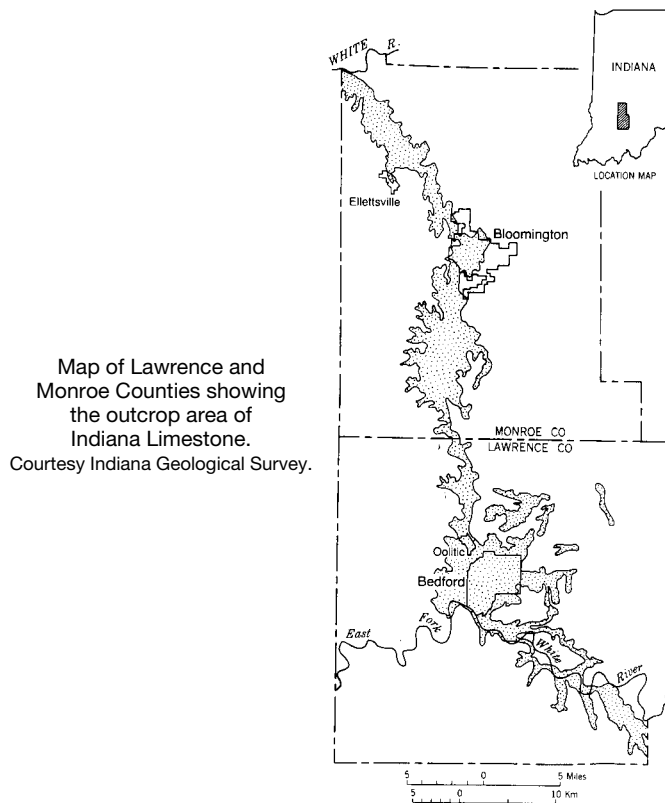 WHITE R.
INDIANA
LOCATION MAP
Ellettsville
Bloomington
Map of Lawrence and
Monroe Counties showing
the outcrop area of
Indiana Limestone.
Courtesy Indiana Geological Survey.
MONROE CO
LAWRENCE CO
Oolitic
Bedford
East Fork White River
5 0 5 Miles
5 0 10 Km